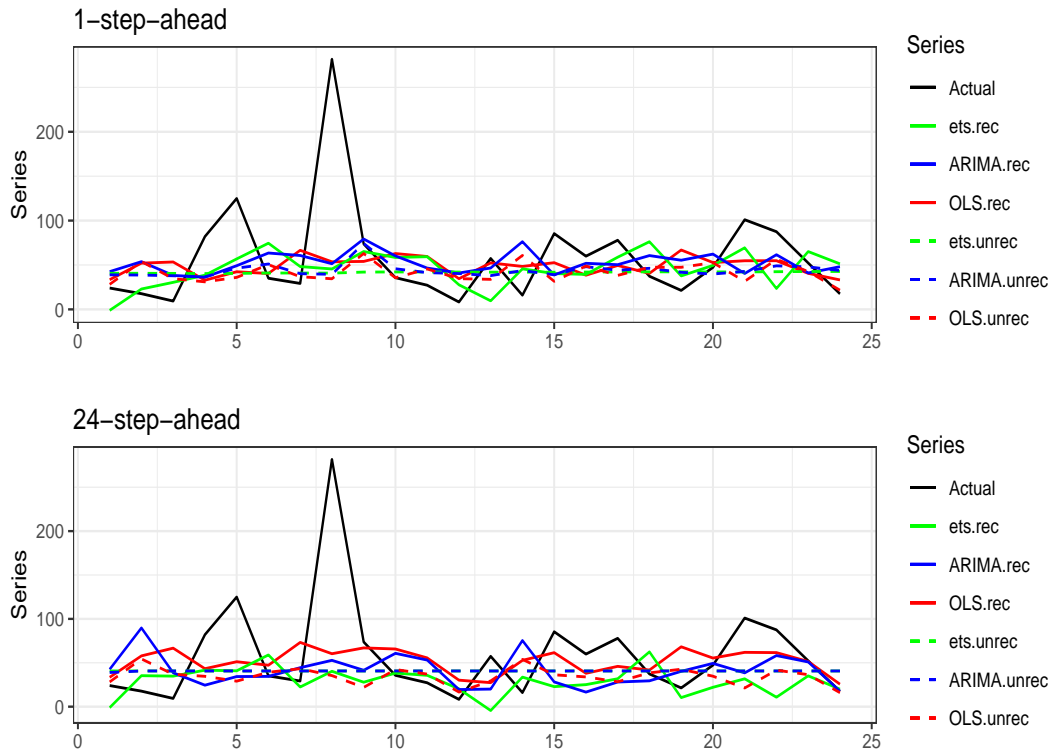 1−step−ahead
Series
200
100
0
0 5 10 15 20 25
Series
Actual
ets.rec
ARIMA.rec
OLS.rec
ets.unrec
ARIMA.unrec
OLS.unrec
24−step−ahead
Series
200
100
0
0 5 10 15 20 25
Series
Actual
ets.rec
ARIMA.rec
OLS.rec
ets.unrec
ARIMA.unrec
OLS.unrec